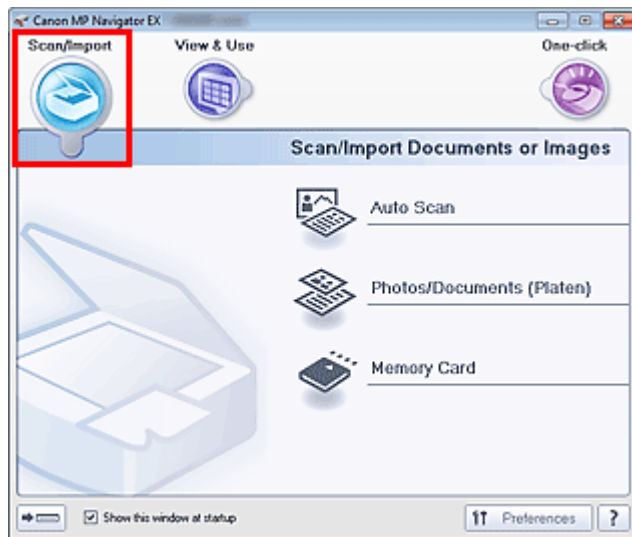 Canon MP Navigator EX
Scan/Import View & Use One-click
Scan/Import Documents or Images
Auto Scan
Photos/Documents (Platen)
Memory Card
Show this window at startup Preferences ?